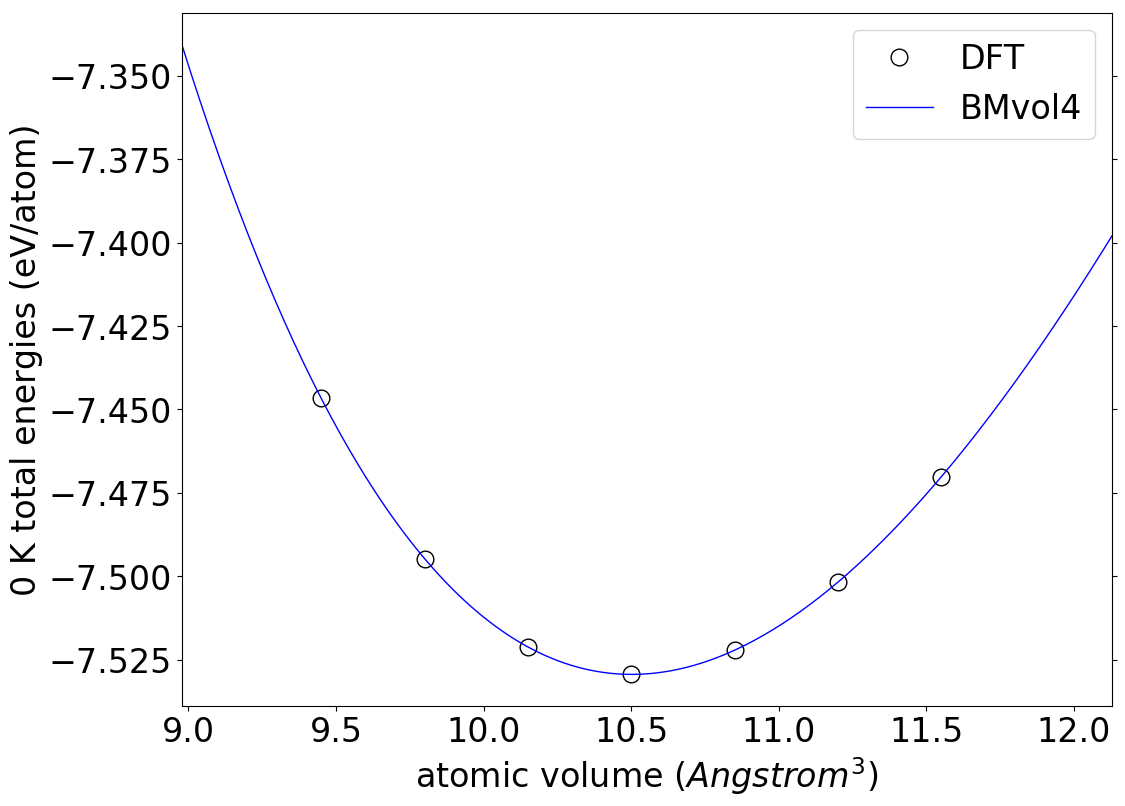 DFT
BMvol4
0 K total energies (eV/atom)
−7.350
−7.375
−7.400
−7.425
−7.450
−7.475
−7.500
−7.525
9.0 9.5 10.0 10.5 11.0 11.5 12.0
atomic volume (Angstrom³)